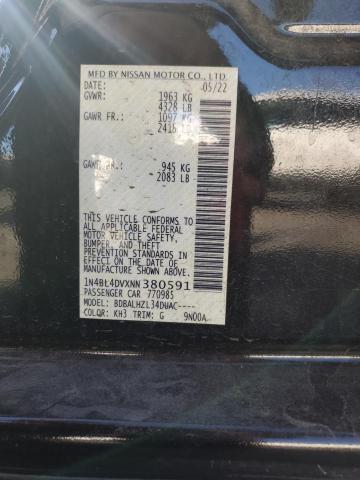 MFD BY NISSAN MOTOR CO., LTD.
DATE: 05/22
GVWR: 1963 KG
4328 LB
GAWR FR.: 1097 KG
2418 LB
GAWR RR.: 945 KG
2083 LB
THIS VEHICLE CONFORMS TO
ALL APPLICABLE FEDERAL
MOTOR VEHICLE SAFETY,
BUMPER, AND THEFT
PREVENTION STANDARDS IN
EFFECT ON THE DATE OF
MANUFACTURE SHOWN ABOVE.
1N4BL4DVXNN380591
PASSENGER CAR 770985
MODEL: BDBALHZL34DUAC----
COLOR: KH3 TRIM: G 9N00A